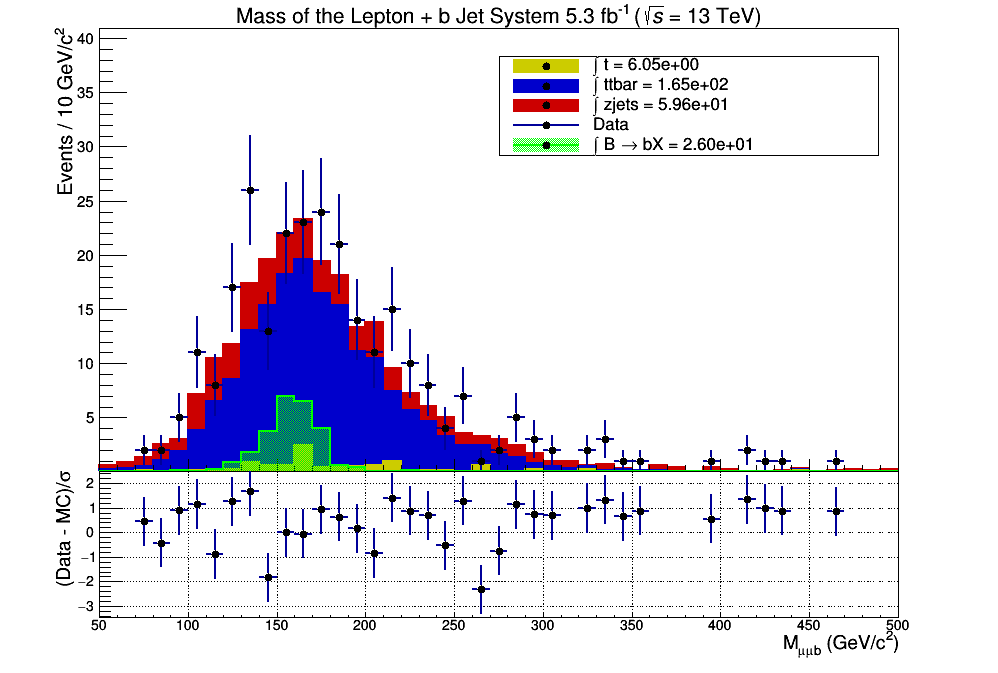 Mass of the Lepton + b Jet System 5.3 fb⁻¹ (√s = 13 TeV)
Events / 10 GeV/c²
40
35
30
25
20
15
10
5
∫ t = 6.05e+00
∫ ttbar = 1.65e+02
∫ zjets = 5.96e+01
Data
∫ B → bX = 2.60e+01
(Data - MC)/σ
2
1
0
−1
−2
−3
50 100 150 200 250 300 350 400 450 500
M_μμb (GeV/c²)